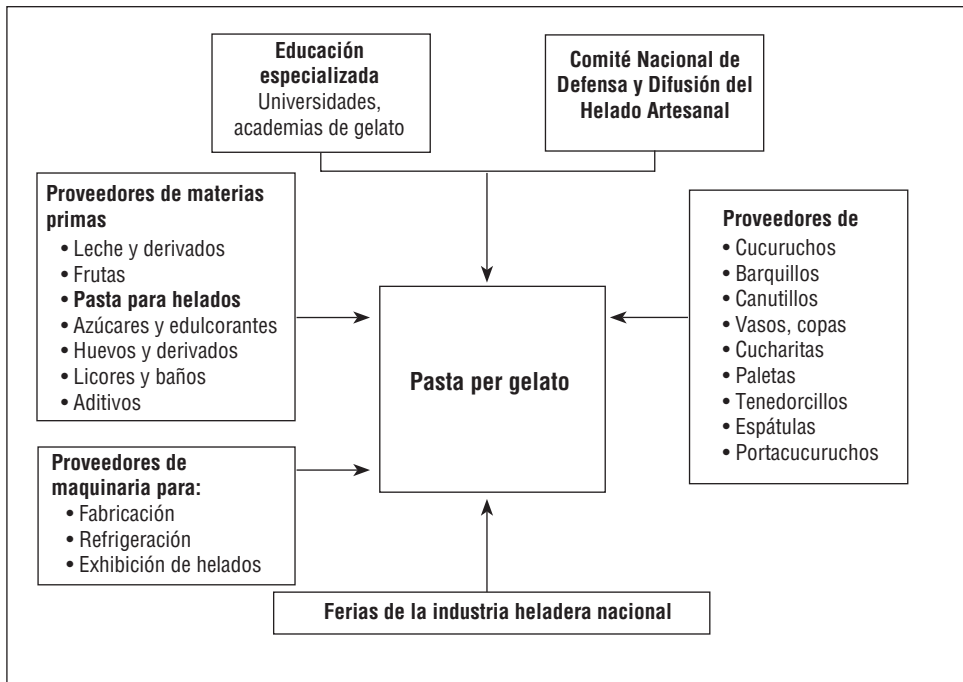 Educación
especializada
Universidades,
academias de gelato
Comité Nacional de
Defensa y Difusión del
Helado Artesanal
Proveedores de materias
primas
• Leche y derivados
• Frutas
• Pasta para helados
• Azúcares y edulcorantes
• Huevos y derivados
• Licores y baños
• Aditivos
Pasta per gelato
Proveedores de
• Cucuruchos
• Barquillos
• Canutillos
• Vasos, copas
• Cucharitas
• Paletas
• Tenedorcillos
• Espátulas
• Portacucuruchos
Proveedores de
maquinaria para:
• Fabricación
• Refrigeración
• Exhibición de helados
Ferias de la industria heladera nacional